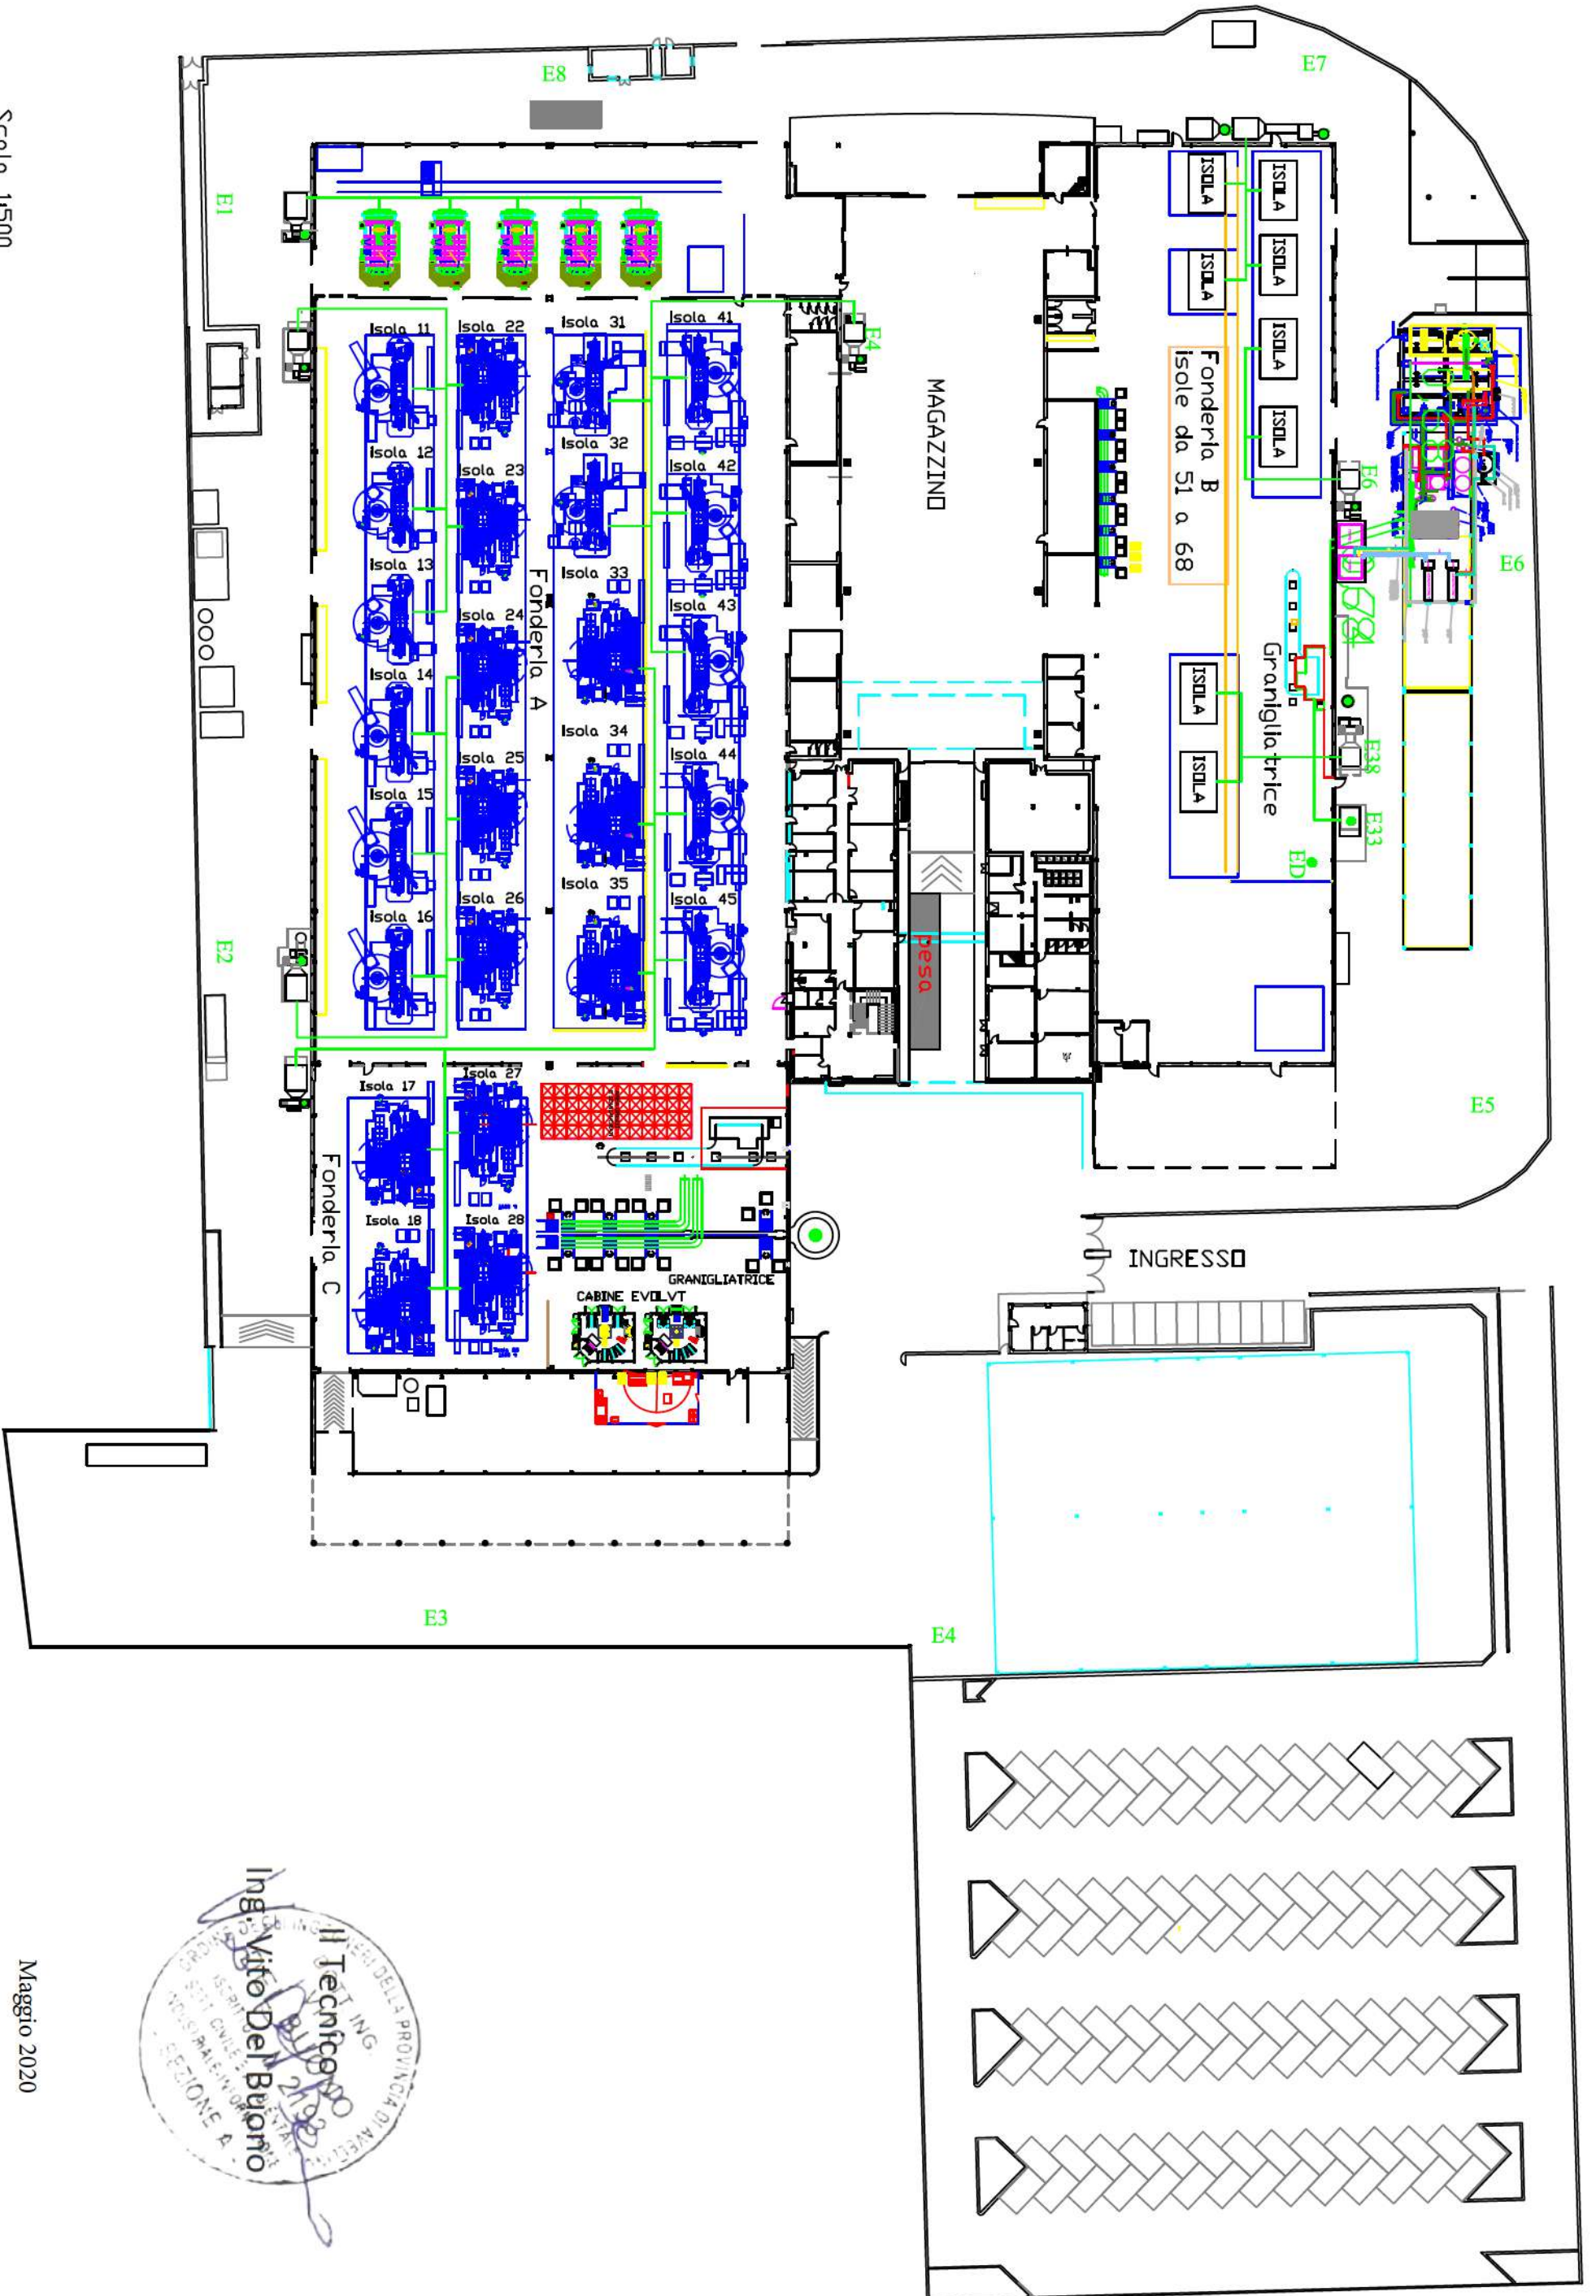 E7
E8
E1
ISOLA
ISOLA
ISOLA
ISOLA
ISOLA
ISOLA
Isola 11
Isola 22
Isola 31
Isola 41
E4
MAGAZZINO
Fonderia B
isole da 51 a 68
E6
E6
Isola 12
Isola 23
Isola 32
Isola 42
Isola 13
Isola 24
Isola 33
Isola 43
Fonderia A
Granigliatrice
ISOLA
ISOLA
E38
E33
ED
Isola 14
Isola 25
Isola 34
Isola 44
Isola 15
Isola 26
Isola 35
Isola 45
Isola 16
pesa
E2
E5
Isola 17
Isola 27
Fonderia C
Isola 18
Isola 28
GRANIGLIATRICE
CABINE EVOLUT
INGRESSO
E3
E4
Scala 1:500
Il Tecnico
Ing. Vito Del Buono
Maggio 2020